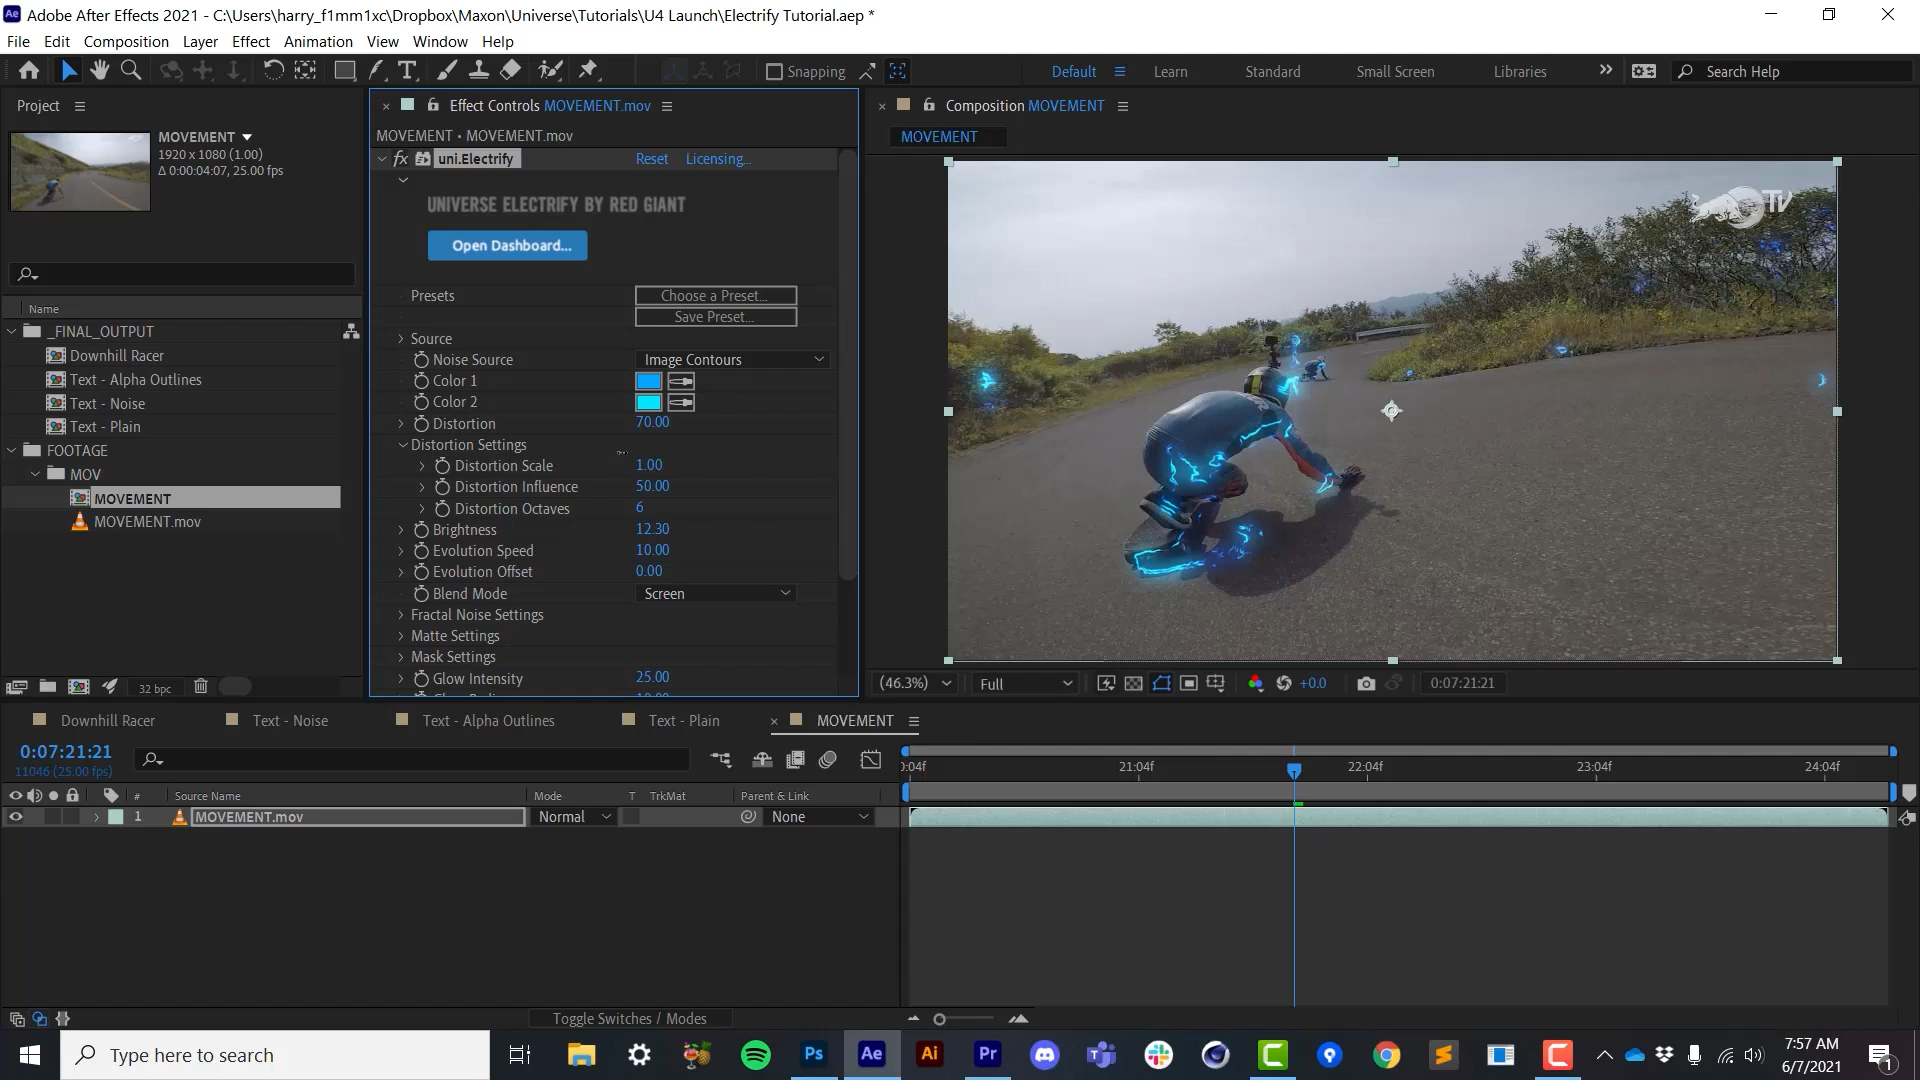 Adobe After Effects 2021 - C:\Users\harry_f1mm1xc\Dropbox\Maxon\Universe\Tutorials\U4 Launch\Electrify Tutorial.aep *
File Edit Composition Layer Effect Animation View Window Help
Snapping Default Learn Standard Small Screen Libraries Search Help
Project
MOVEMENT
1920 x 1080 (1.00)
Δ 0:00:04:07, 25.00 fps
Name
_FINAL_OUTPUT
Downhill Racer
Text - Alpha Outlines
Text - Noise
Text - Plain
FOOTAGE
MOV
MOVEMENT
MOVEMENT.mov
32 bpc
Effect Controls MOVEMENT.mov
MOVEMENT • MOVEMENT.mov
fx uni.Electrify Reset Licensing...
UNIVERSE ELECTRIFY BY RED GIANT
Open Dashboard...
Presets Choose a Preset...
Save Preset...
Source
Noise Source Image Contours
Color 1
Color 2
Distortion 70.00
Distortion Settings
Distortion Scale 1.00
Distortion Influence 50.00
Distortion Octaves 6
Brightness 12.30
Evolution Speed 10.00
Evolution Offset 0.00
Blend Mode Screen
Fractal Noise Settings
Matte Settings
Mask Settings
Glow Intensity 25.00
Composition MOVEMENT
MOVEMENT
TV
(46.3%) Full +0.0 0:07:21:21
Downhill Racer Text - Noise Text - Alpha Outlines Text - Plain MOVEMENT
0:07:21:21
11046 (25.00 fps)
:04f 21:04f 22:04f 23:04f 24:04f
# Source Name Mode T TrkMat Parent & Link
1 MOVEMENT.mov Normal None
Toggle Switches / Modes
Type here to search
Ps Ae Ai Pr
7:57 AM
6/7/2021
1